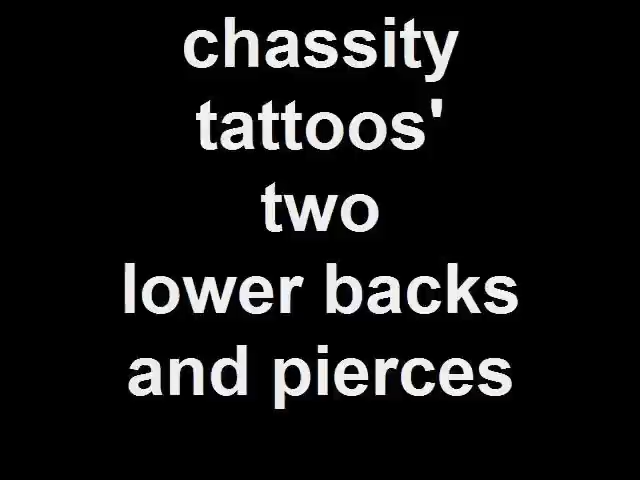 chassity
tattoos'
two
lower backs
and pierces